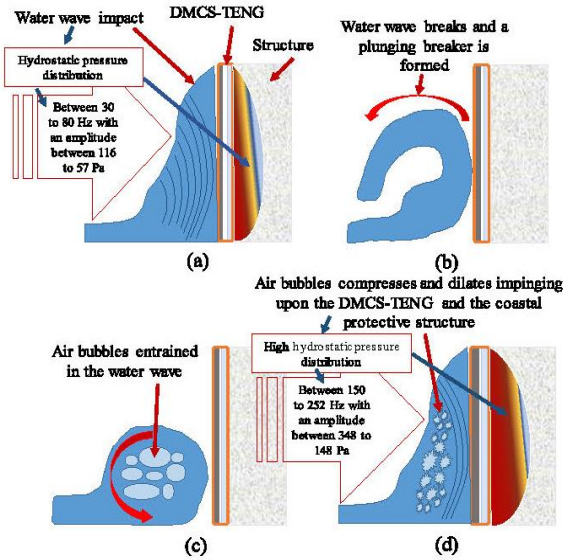 Water wave impact
DMCS-TENG
Structure
Hydrostatic pressure
distribution
Between 30
to 80 Hz with
an amplitude
between 116
to 57 Pa
(a)
Water wave breaks and a
plunging breaker is
formed
(b)
Air bubbles entrained
in the water wave
(c)
Air bubbles compresses and dilates impinging
upon the DMCS-TENG and the coastal
protective structure
High hydrostatic pressure
distribution
Between 150
to 252 Hz with
an amplitude
between 348 to
148 Pa
(d)